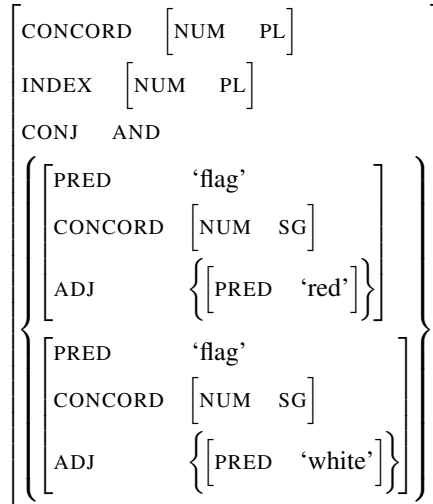 CONCORD [NUM PL]
INDEX [NUM PL]
CONJ AND
PRED ‘flag’
CONCORD [NUM SG]
ADJ {[PRED ‘red’]}
PRED ‘flag’
CONCORD [NUM SG]
ADJ {[PRED ‘white’]}